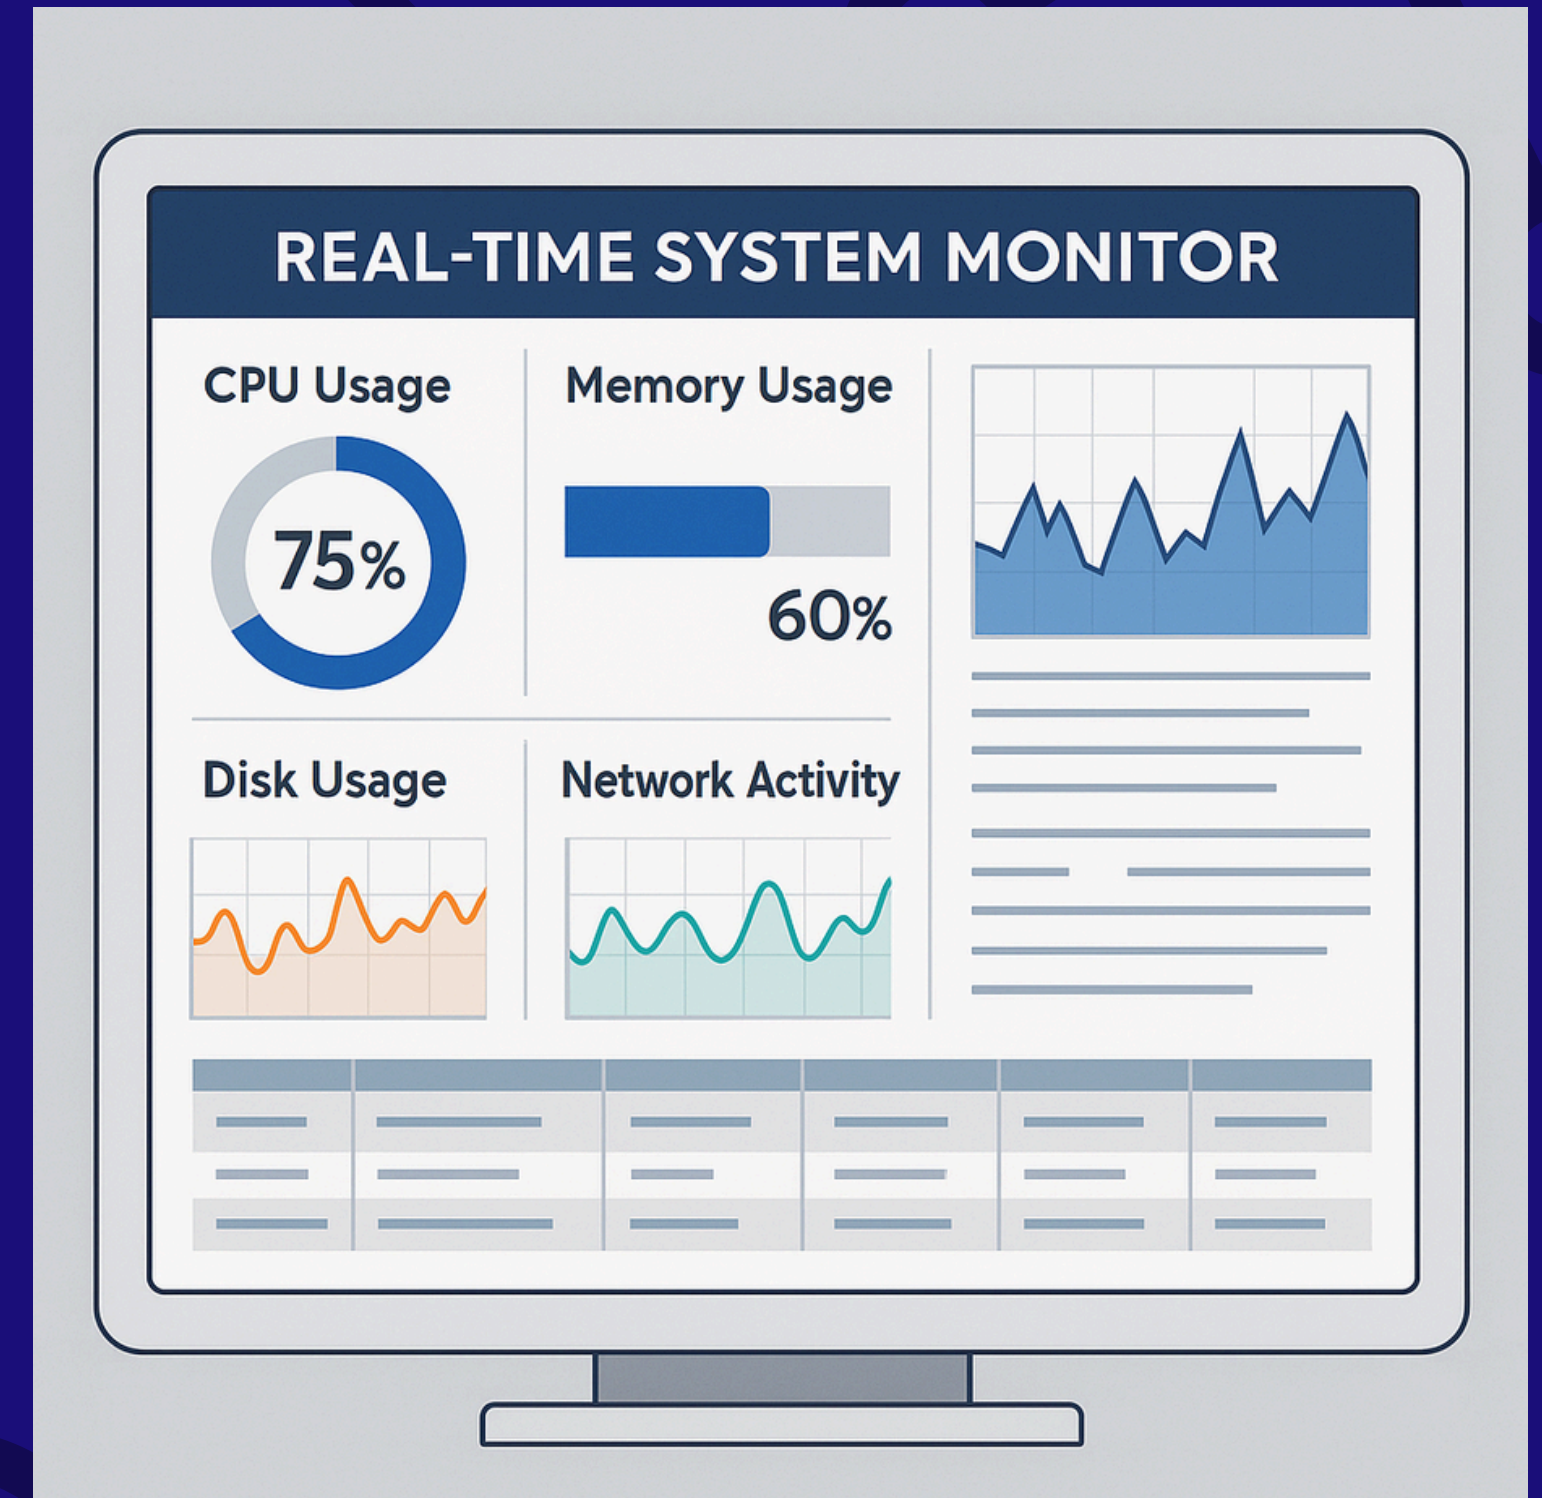 REAL-TIME SYSTEM MONITOR
CPU Usage
75%
Memory Usage
60%
Disk Usage
Network Activity